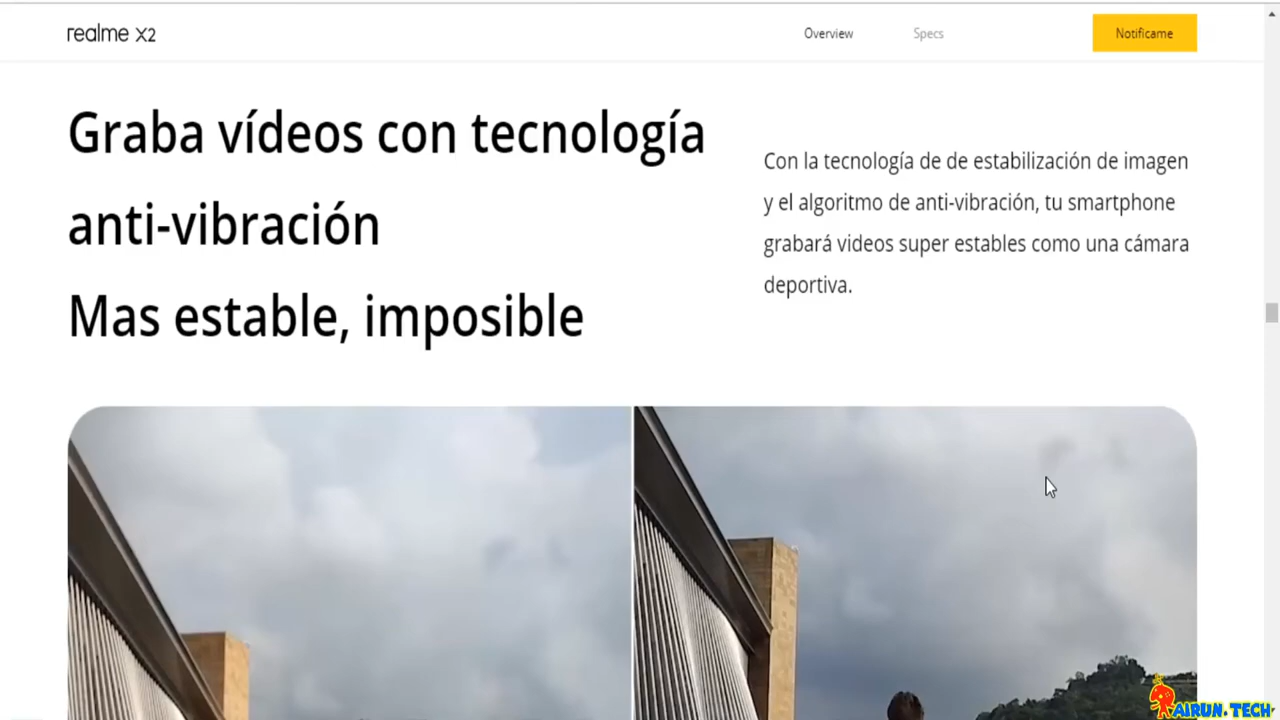 realme X2
Overview
Specs
Notifícame
Graba vídeos con tecnología
anti-vibración
Mas estable, imposible
Con la tecnología de de estabilización de imagen
y el algoritmo de anti-vibración, tu smartphone
grabará videos super estables como una cámara
deportiva.
AIRUN.TECH